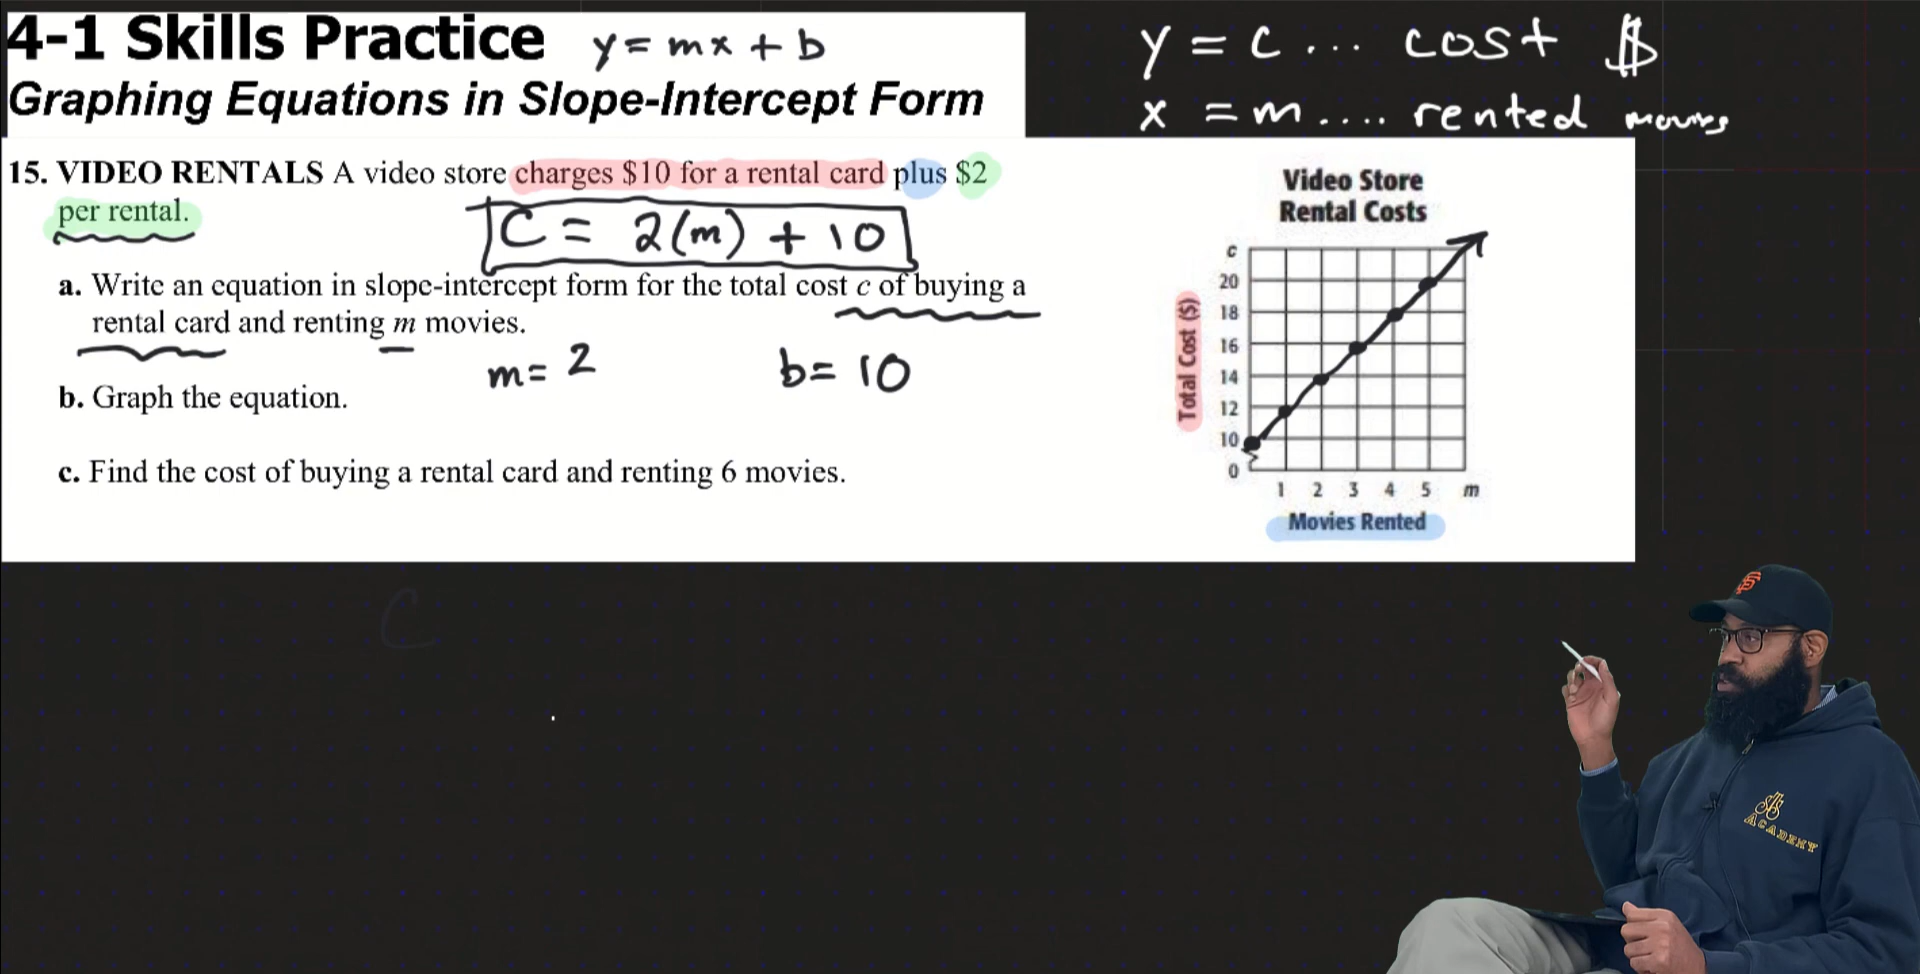 4-1 Skills Practice y = mx + b
Graphing Equations in Slope-Intercept Form
y = c ... cost $
x = m .... rented movies
15. VIDEO RENTALS A video store charges $10 for a rental card plus $2
per rental.
C = 2(m) + 10
a. Write an equation in slope-intercept form for the total cost c of buying a
rental card and renting m movies.
m = 2 b = 10
b. Graph the equation.
c. Find the cost of buying a rental card and renting 6 movies.
Video Store
Rental Costs
Total Cost ($)
c
20
18
16
14
12
10
0
1 2 3 4 5 m
Movies Rented
C
SF
ACADEMY